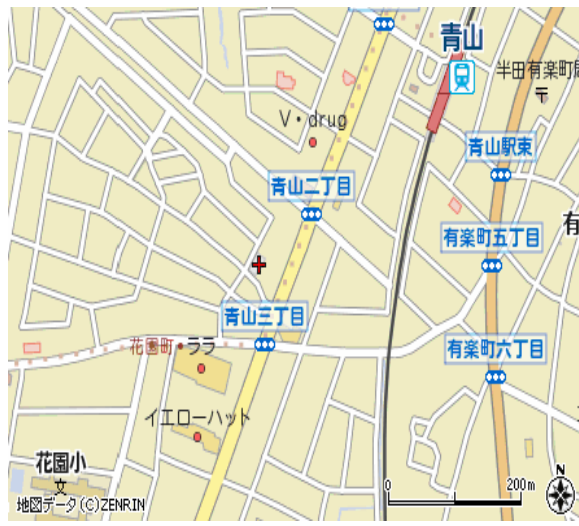 青山
半田有楽町郵
V・drug
青山駅東
青山二丁目
有楽町五丁目
有
青山三丁目
花園町・ララ
有楽町六丁目
イエローハット
花園小
地図データ(C)ZENRIN
0
200m
N